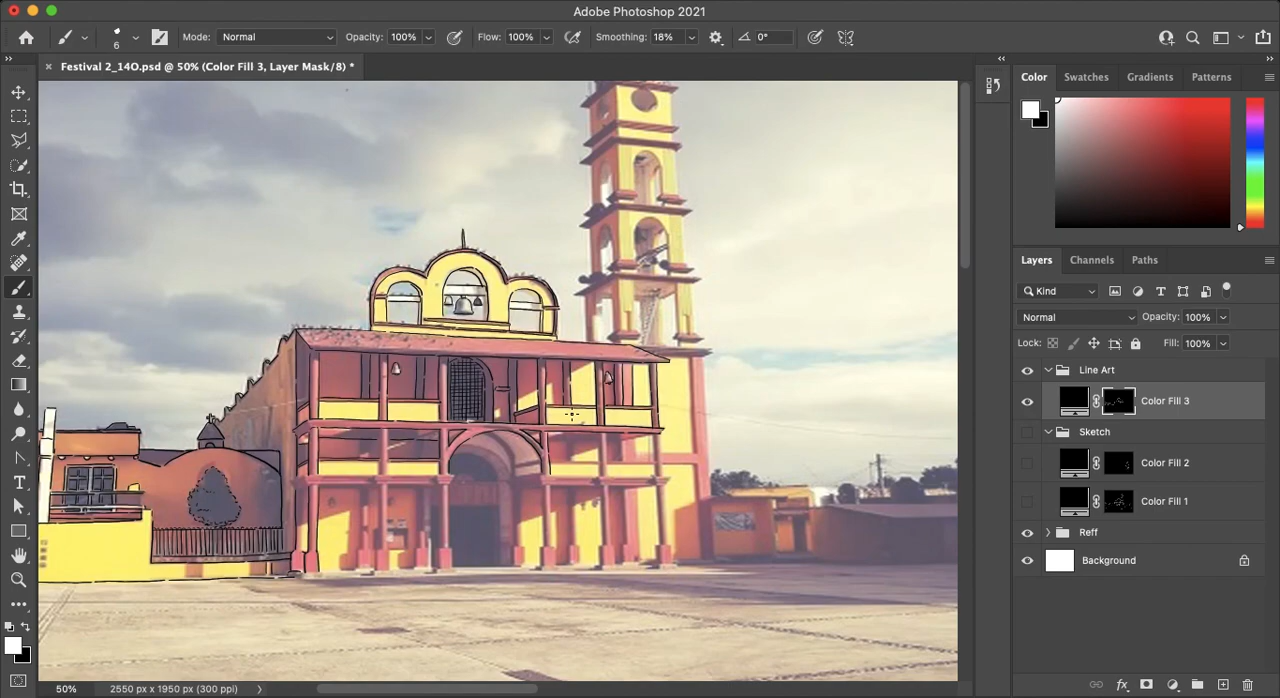 Adobe Photoshop 2021
6 Mode: Normal Opacity: 100% Flow: 100% Smoothing: 18% 0°
Festival 2_14O.psd @ 50% (Color Fill 3, Layer Mask/8) *
Color Swatches Gradients Patterns
Layers Channels Paths
Kind
Normal Opacity: 100%
Lock: Fill: 100%
Line Art
Color Fill 3
Sketch
Color Fill 2
Color Fill 1
Reff
Background
50% 2550 px x 1950 px (300 ppi)